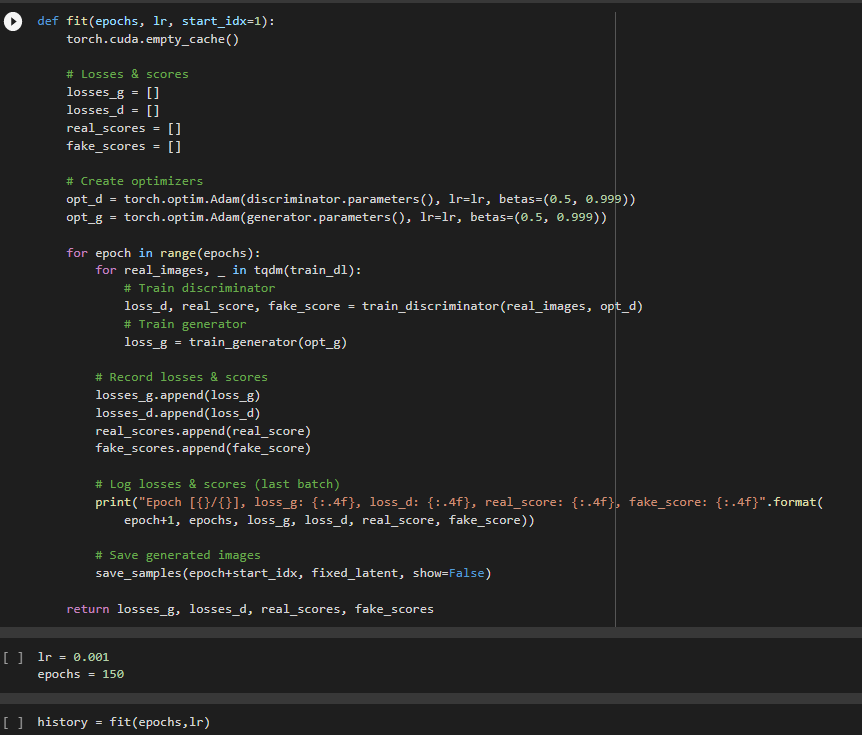 def fit(epochs, lr, start_idx=1):
    torch.cuda.empty_cache()

    # Losses & scores
    losses_g = []
    losses_d = []
    real_scores = []
    fake_scores = []

    # Create optimizers
    opt_d = torch.optim.Adam(discriminator.parameters(), lr=lr, betas=(0.5, 0.999))
    opt_g = torch.optim.Adam(generator.parameters(), lr=lr, betas=(0.5, 0.999))

    for epoch in range(epochs):
        for real_images, _ in tqdm(train_dl):
            # Train discriminator
            loss_d, real_score, fake_score = train_discriminator(real_images, opt_d)
            # Train generator
            loss_g = train_generator(opt_g)

        # Record losses & scores
        losses_g.append(loss_g)
        losses_d.append(loss_d)
        real_scores.append(real_score)
        fake_scores.append(fake_score)

        # Log losses & scores (last batch)
        print("Epoch [{}/{}], loss_g: {:.4f}, loss_d: {:.4f}, real_score: {:.4f}, fake_score: {:.4f}".format(
            epoch+1, epochs, loss_g, loss_d, real_score, fake_score))

        # Save generated images
        save_samples(epoch+start_idx, fixed_latent, show=False)

    return losses_g, losses_d, real_scores, fake_scores

[ ] lr = 0.001
    epochs = 150

[ ] history = fit(epochs,lr)